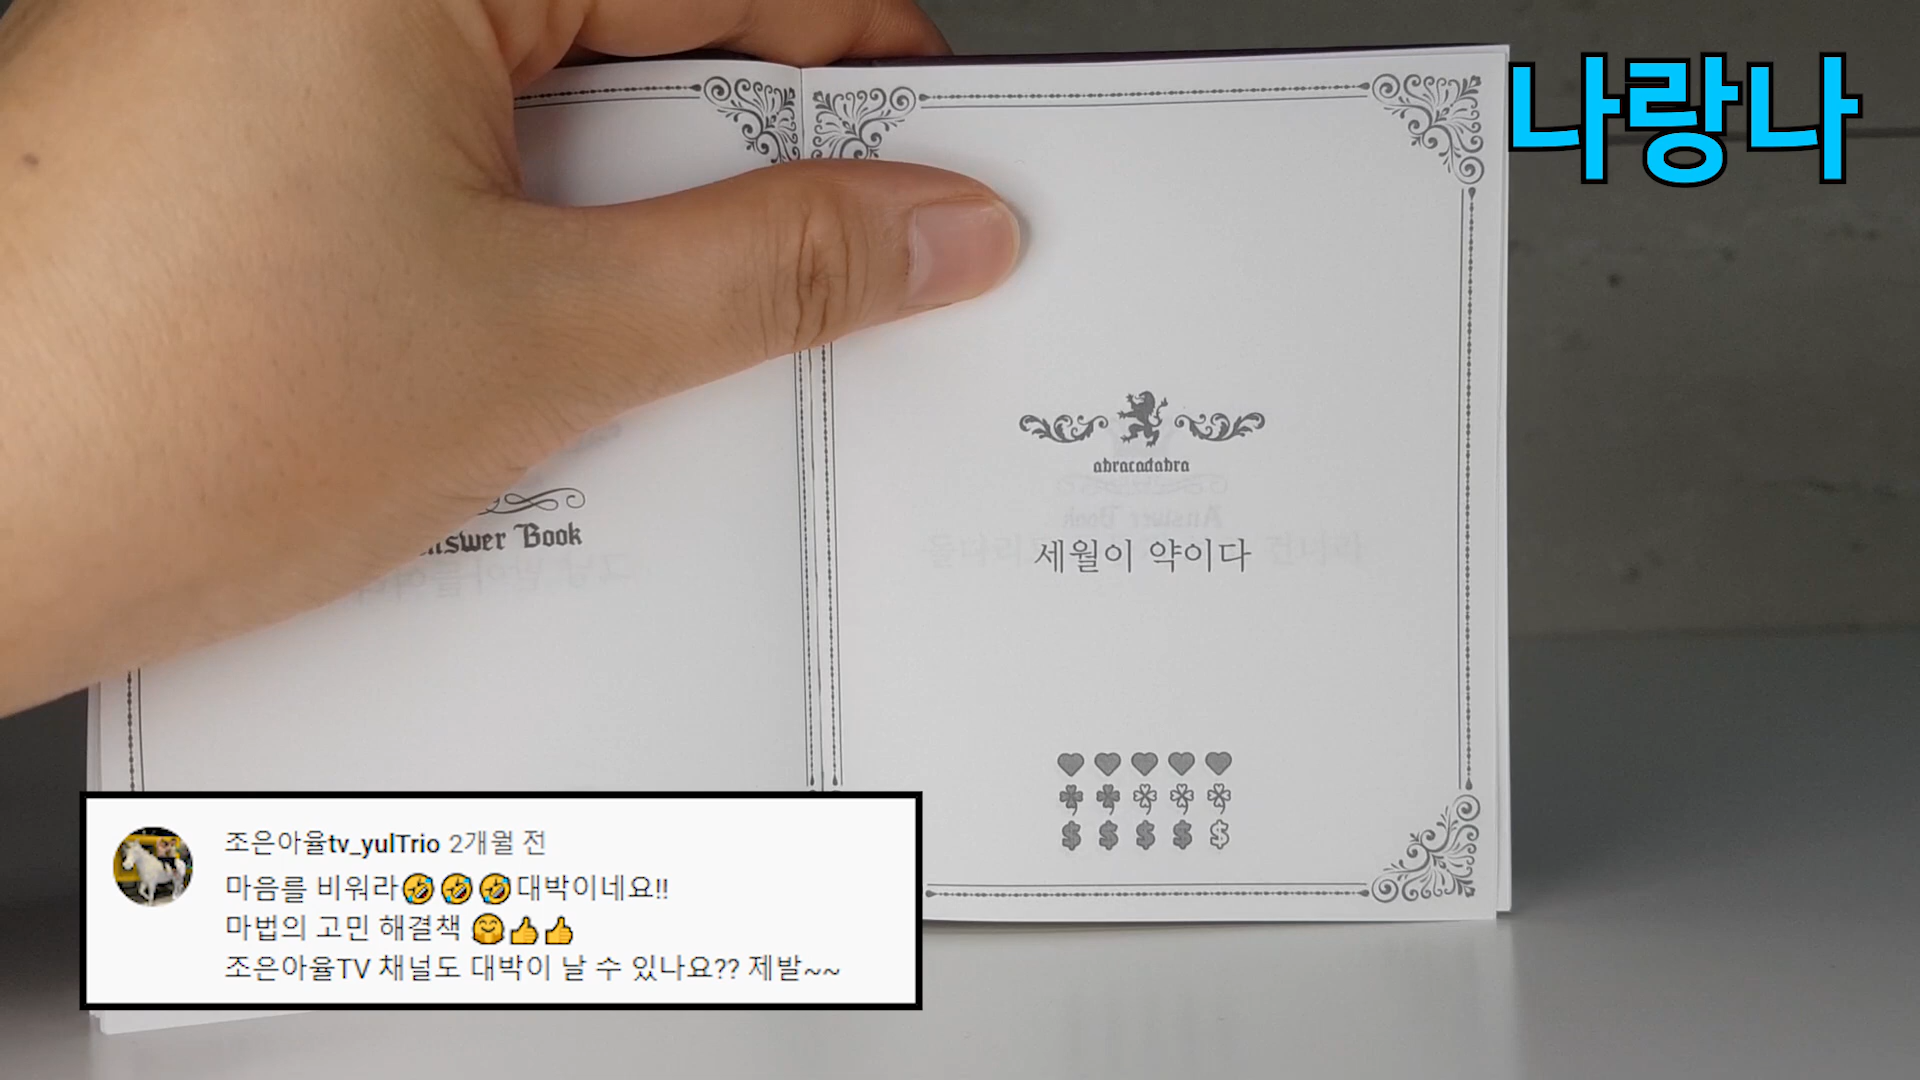 나랑나
abracadabra
세월이 약이다
Answer Book
조은아율tv_yulTrio 2개월 전
마음를 비워라🤣🤣🤣대박이네요!!
마법의 고민 해결책 🤗👍👍
조은아율TV 채널도 대박이 날 수 있나요?? 제발~~